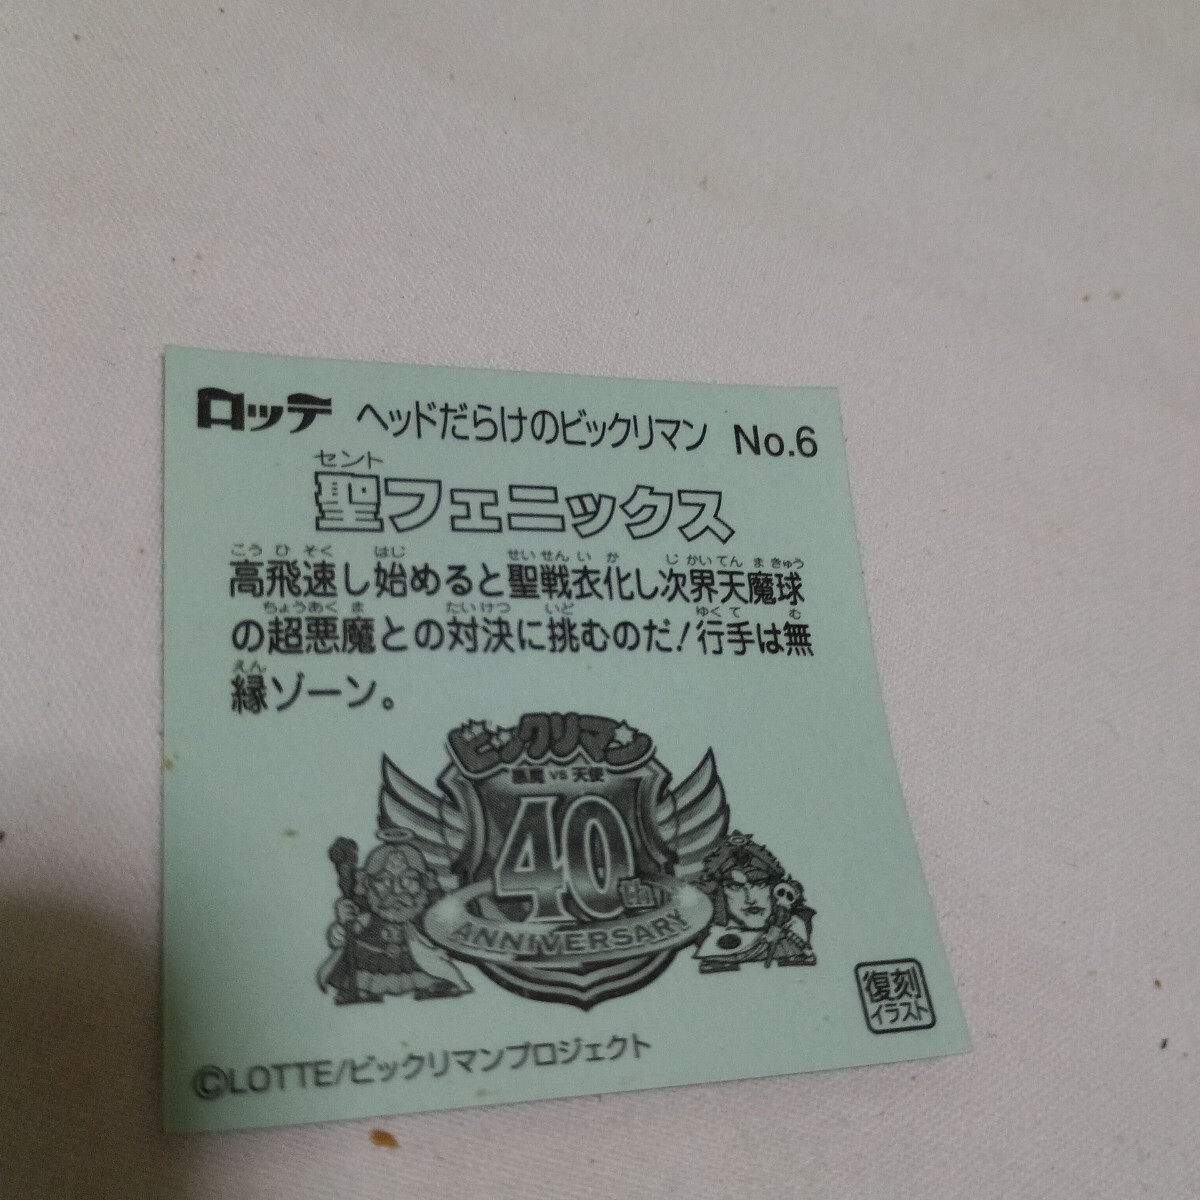 ロッテ ヘッドだらけのビックリマン No.6
セント
聖フェニックス
こうひそく はじ せいせんいか じかいてんまきゅう
高飛速し始めると聖戦衣化し次界天魔球
ちょうあくま たいけつ いど ゆくて む
の超悪魔との対決に挑むのだ!行手は無
えん
縁ゾーン。
ビックリマン
悪魔 VS 天使
40th
ANNIVERSARY
復刻
イラスト
©LOTTE/ビックリマンプロジェクト